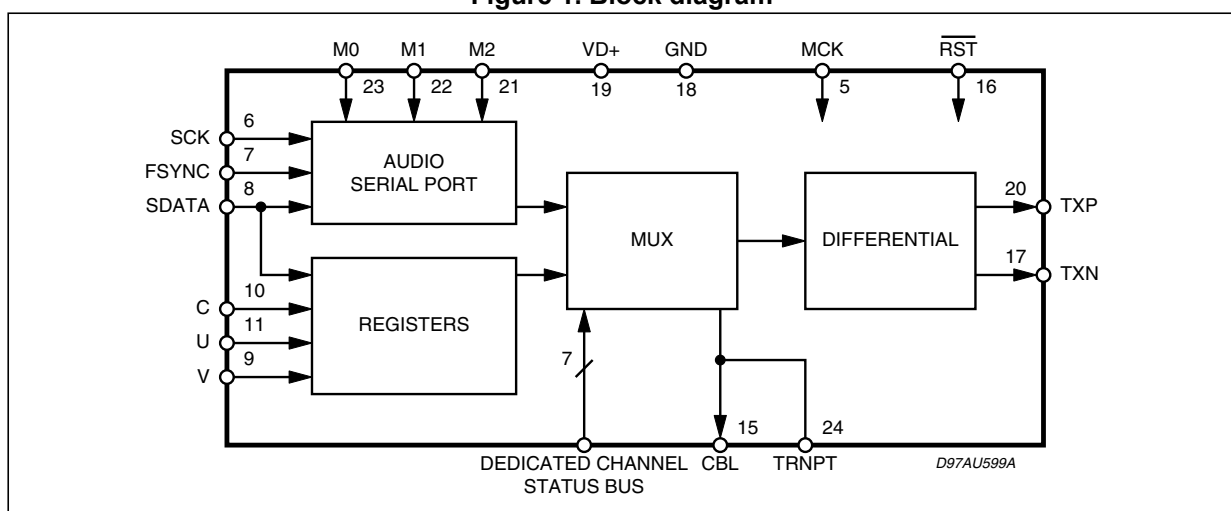 Figure 1. Block diagram
M0 M1 M2 VD+ GND MCK RST
23 22 21 19 18 5 16
SCK 6
FSYNC 7
SDATA 8
AUDIO
SERIAL PORT
MUX
DIFFERENTIAL
20 TXP
17 TXN
C 10
U 11
V 9
REGISTERS
7
15 24
DEDICATED CHANNEL
STATUS BUS
CBL TRNPT
D97AU599A